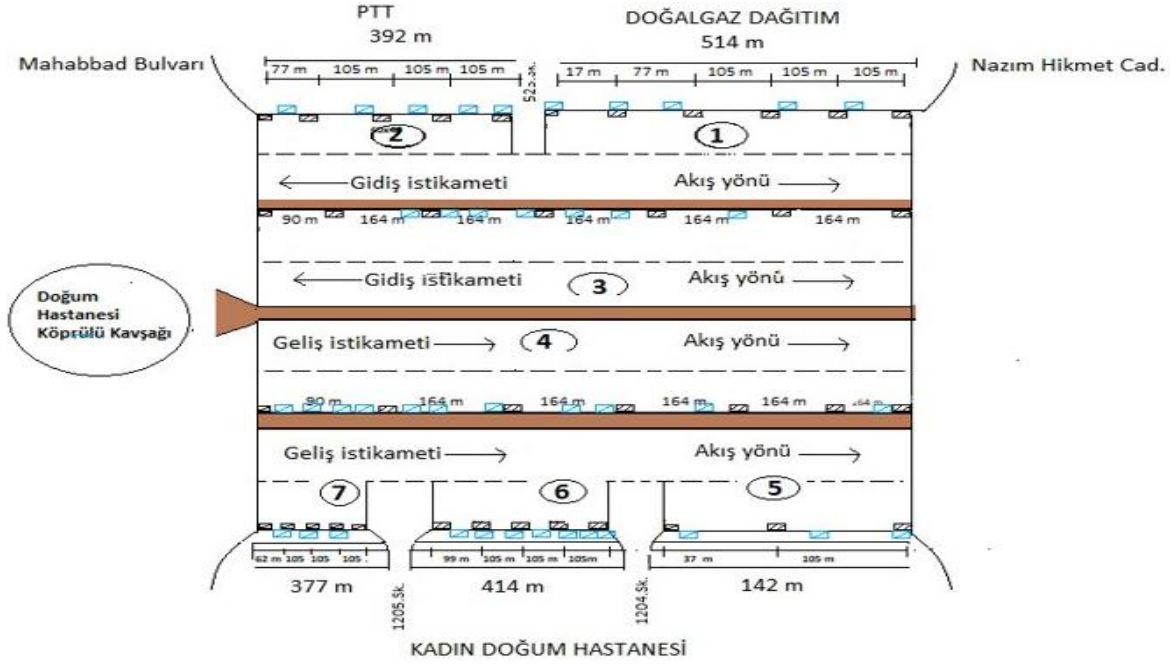 PTT
392 m
DOĞALGAZ DAĞITIM
514 m
Mahabbad Bulvarı
77 m 105 m 105 m 105 m
17 m 77 m 105 m 105 m 105 m
Nazım Hikmet Cad.
2
1
Gidiş istikameti
Akış yönü
90 m 164 m 164 m 164 m 164 m 164 m
Gidiş istikameti
3
Akış yönü
Doğum
Hastanesi
Köprülü Kavşağı
Geliş istikameti
4
Akış yönü
90 m 164 m 164 m 164 m 164 m
Geliş istikameti
Akış yönü
7
6
5
62 m 105 105 105
99 m 105 m 105 m 105m
37 m 105 m
377 m
1205.Sk.
414 m
1204.Sk.
142 m
KADIN DOĞUM HASTANESİ